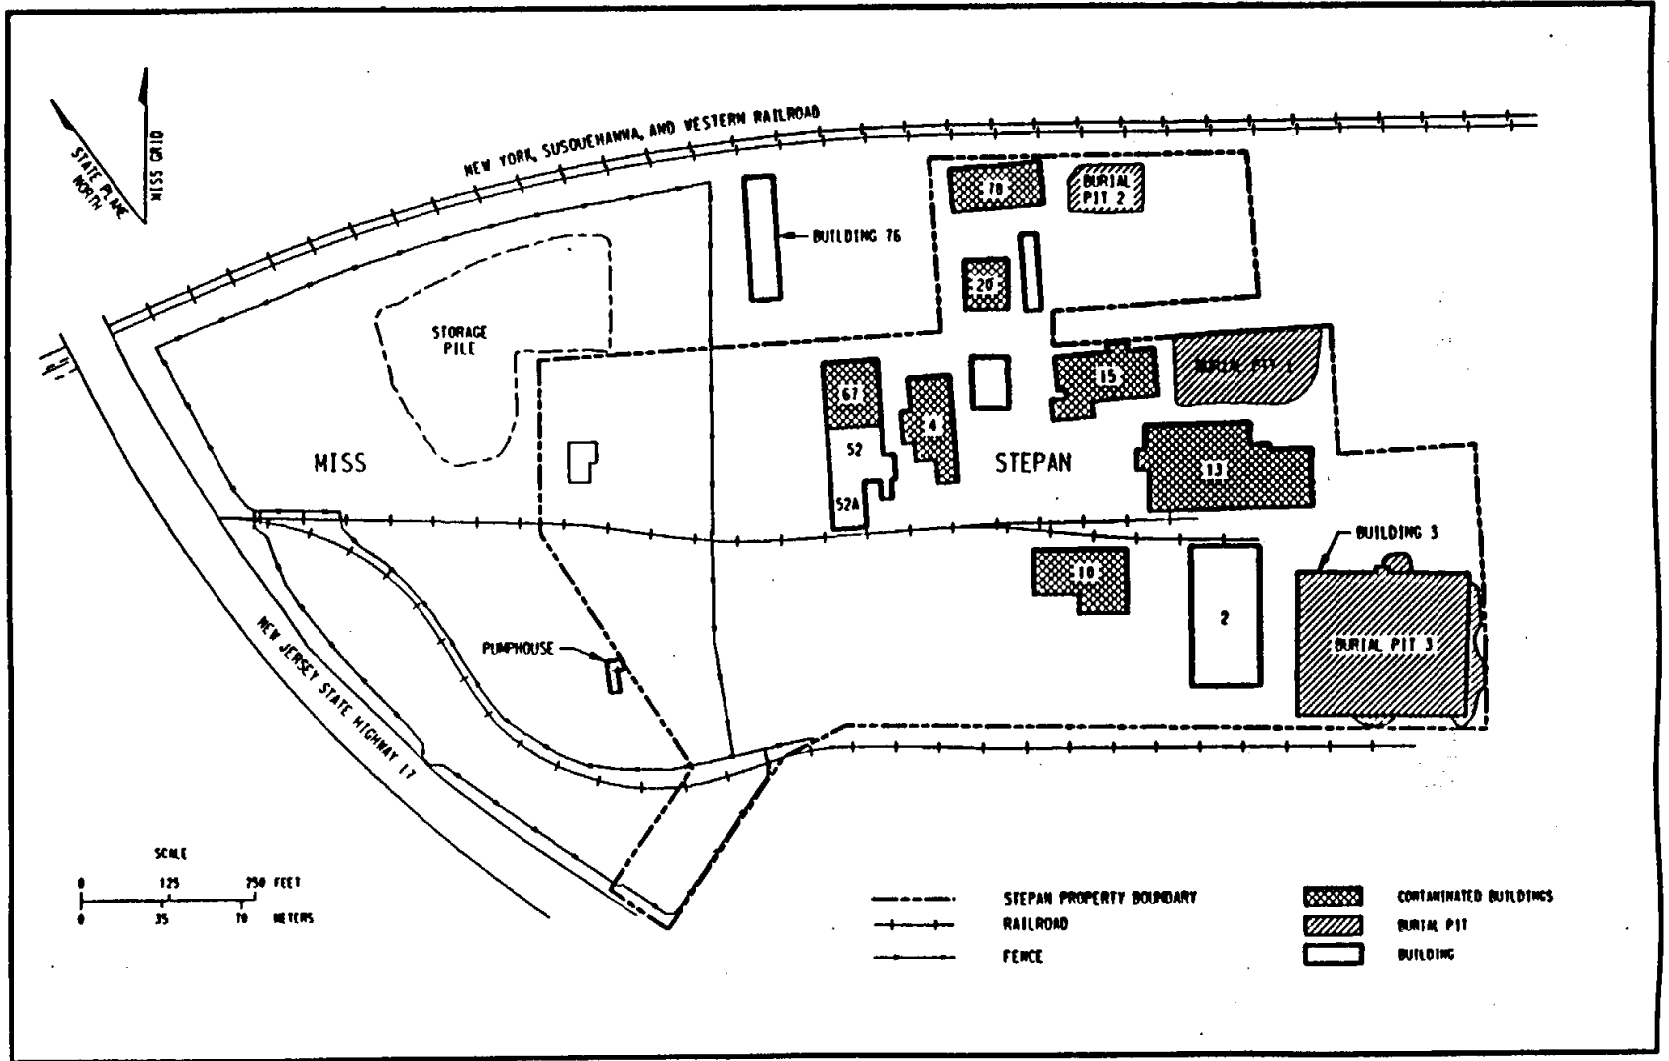 MISS GRID
STATE PLANE
NORTH
NEW YORK, SUSQUEHANNA, AND WESTERN RAILROAD
BUILDING 76
BURIAL
PIT 2
20
STORAGE
PILE
BURIAL PIT 1
15
67
4
52
52A
MISS
STEPAN
13
BUILDING 3
10
2
BURIAL PIT 3
PUMPHOUSE
NEW JERSEY STATE HIGHWAY 17
SCALE
0 125 250 FEET
0 35 70 METERS
STEPAN PROPERTY BOUNDARY
RAILROAD
FENCE
CONTAMINATED BUILDINGS
BURIAL PIT
BUILDING